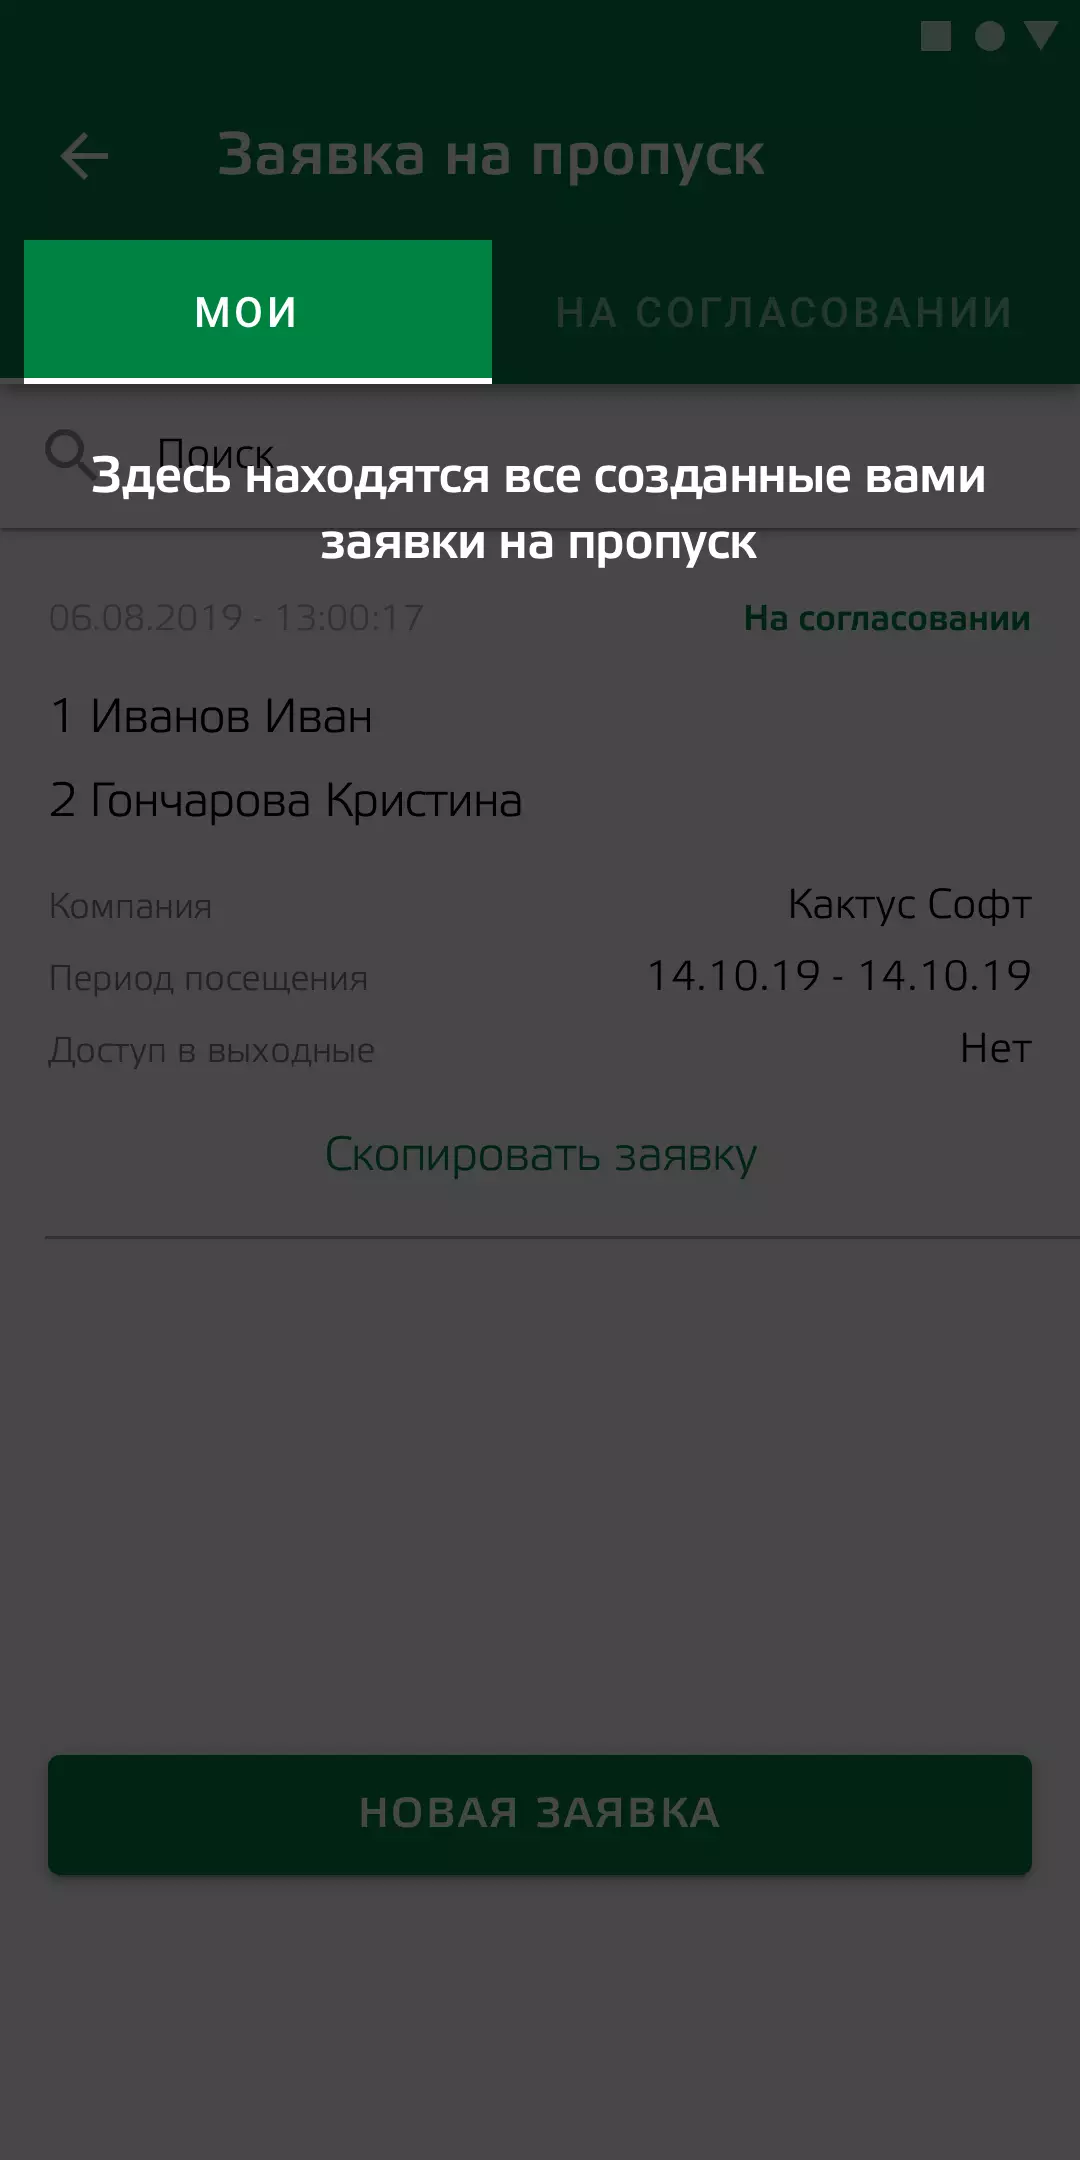 Заявка на пропуск
МОИ
НА СОГЛАСОВАНИИ
Поиск
Здесь находятся все созданные вами
заявки на пропуск
06.08.2019 - 13:00:17
На согласовании
1 Иванов Иван
2 Гончарова Кристина
Компания
Кактус Софт
Период посещения
14.10.19 - 14.10.19
Доступ в выходные
Нет
Скопировать заявку
НОВАЯ ЗАЯВКА